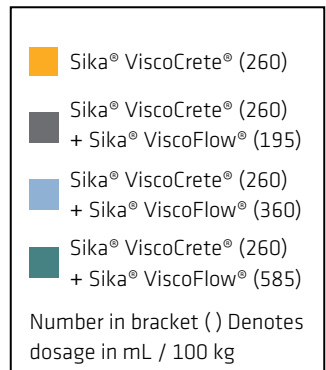 Sika® ViscoCrete® (260)
Sika® ViscoCrete® (260)
+ Sika® ViscoFlow® (195)
Sika® ViscoCrete® (260)
+ Sika® ViscoFlow® (360)
Sika® ViscoCrete® (260)
+ Sika® ViscoFlow® (585)
Number in bracket ( ) Denotes
dosage in mL / 100 kg